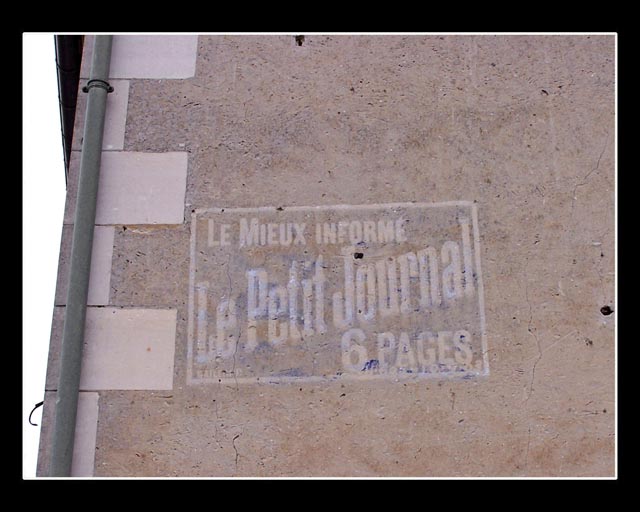 LE MIEUX INFORMÉ
Le Petit Journal
6 PAGES